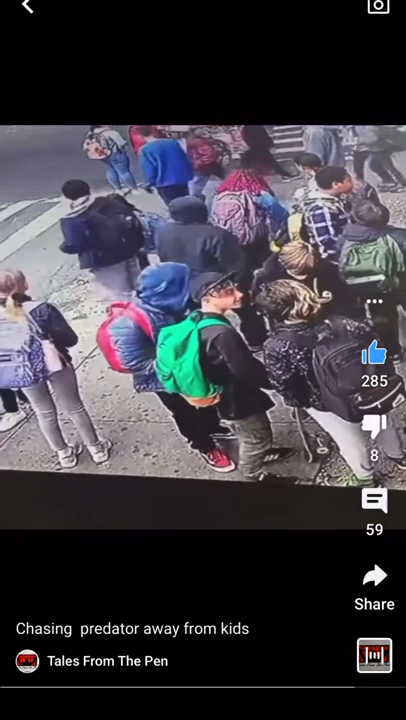 285
8
59
Share
Chasing predator away from kids
Tales From The Pen